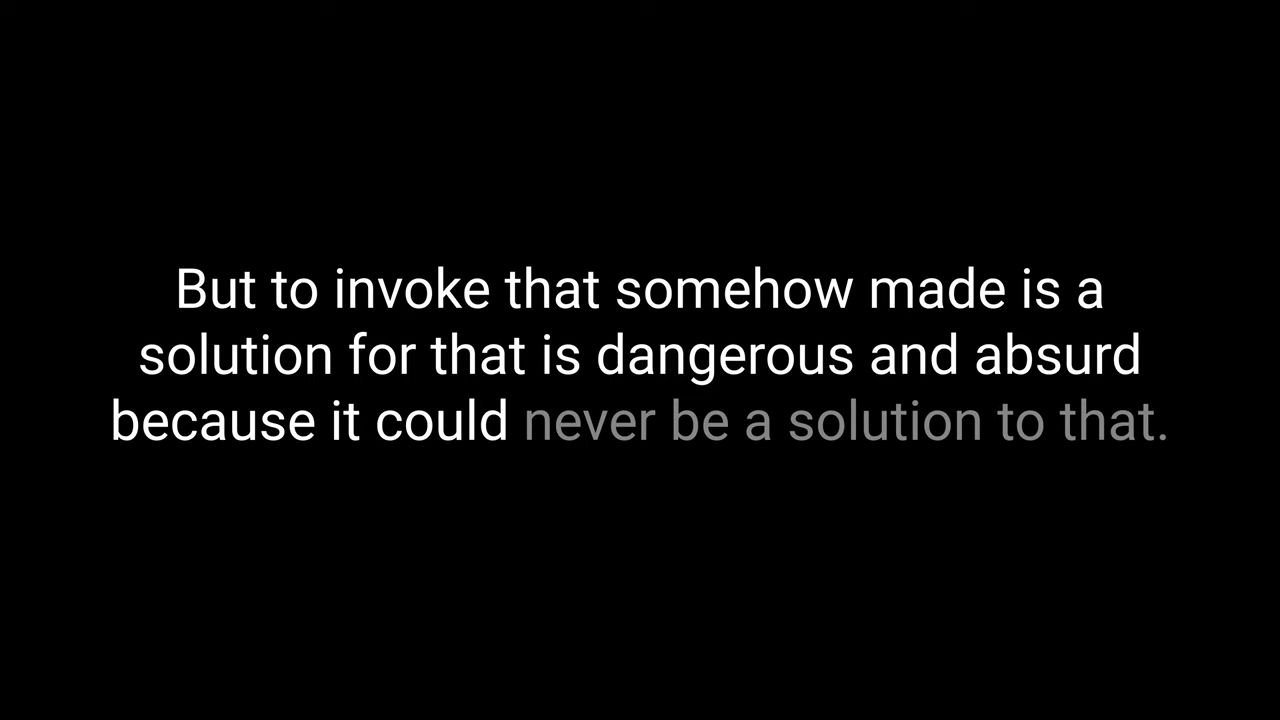 But to invoke that somehow made is a
solution for that is dangerous and absurd
because it could never be a solution to that.